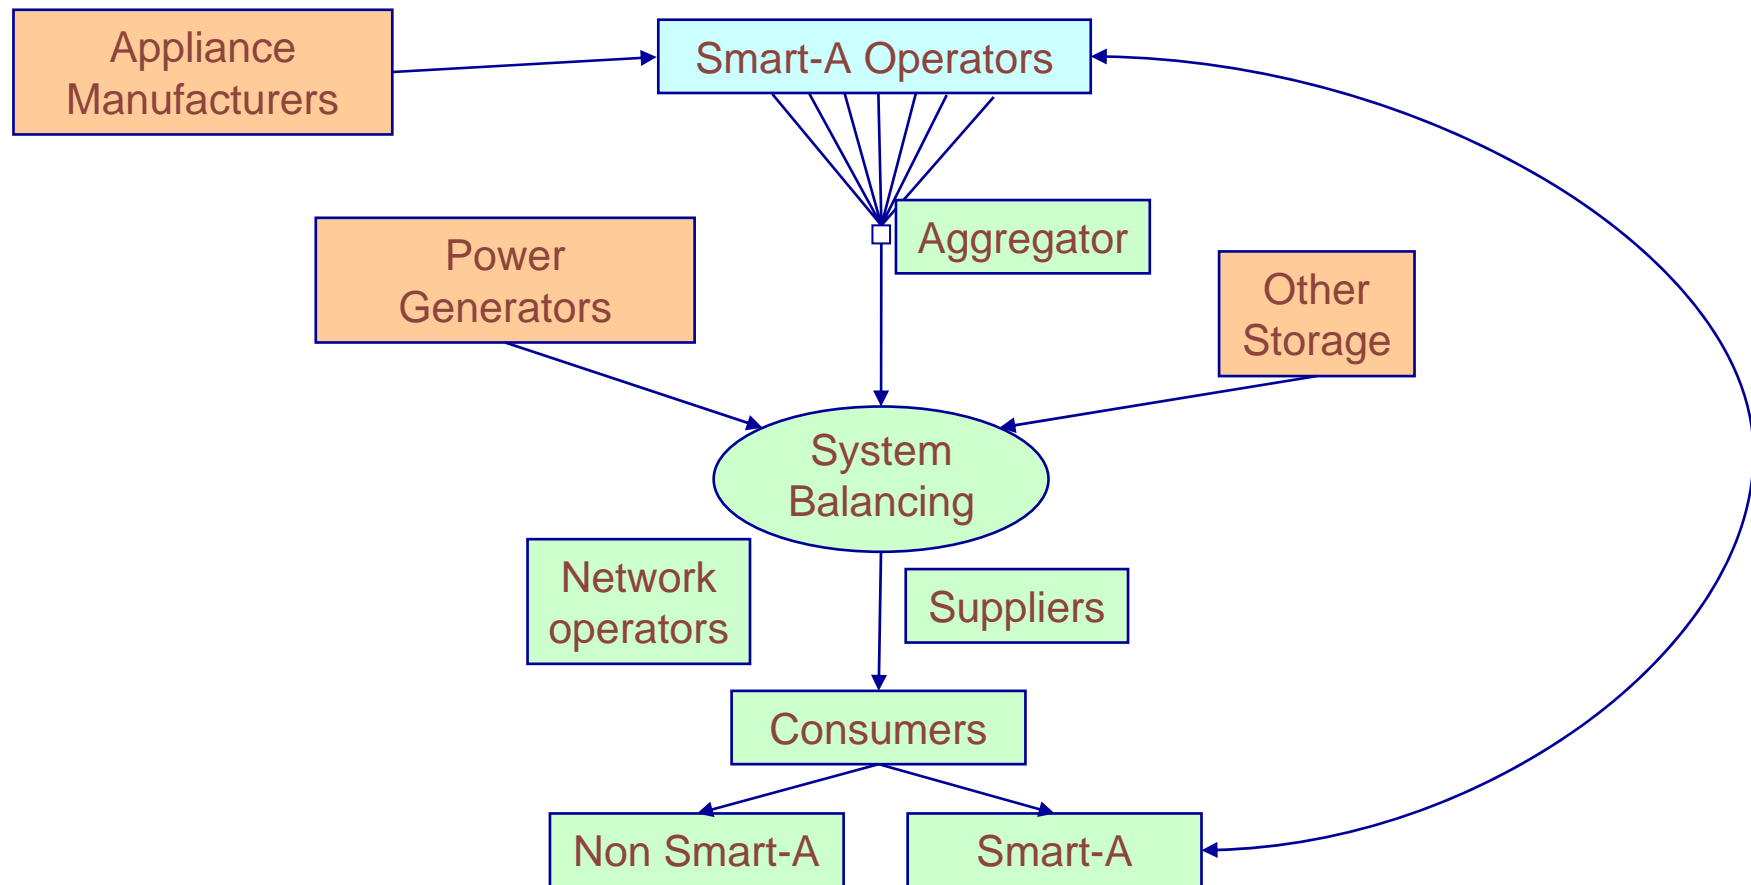 Appliance
Manufacturers
Smart-A Operators
Aggregator
Power
Generators
Other
Storage
System
Balancing
Network
operators
Suppliers
Consumers
Non Smart-A
Smart-A